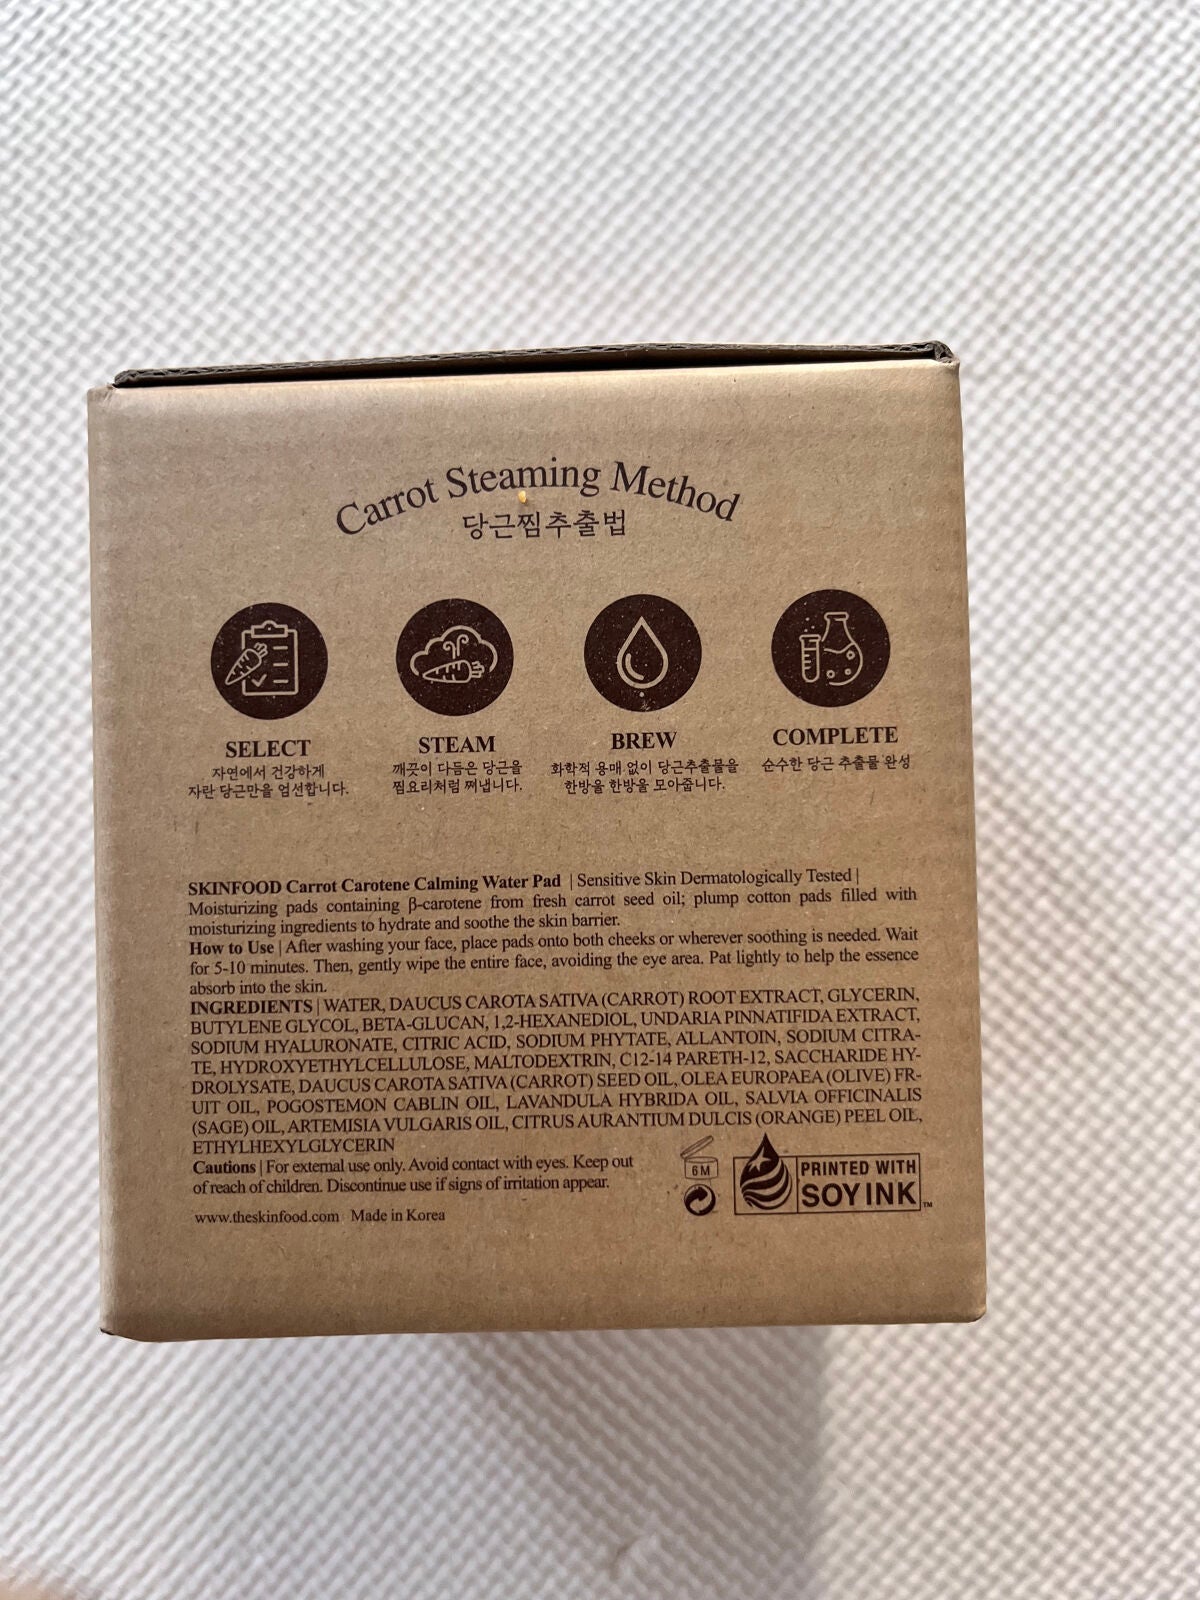 Carrot Steaming Method
당근찜추출법
SELECT
자연에서 건강하게
자란 당근만을 엄선합니다.
STEAM
깨끗이 다듬은 당근을
찜요리처럼 쪄냅니다.
BREW
화학적 용매 없이 당근추출물을
한방울 한방울 모아줍니다.
COMPLETE
순수한 당근 추출물 완성
SKINFOOD Carrot Carotene Calming Water Pad | Sensitive Skin Dermatologically Tested |
Moisturizing pads containing β-carotene from fresh carrot seed oil; plump cotton pads filled with
moisturizing ingredients to hydrate and soothe the skin barrier.
How to Use | After washing your face, place pads onto both cheeks or wherever soothing is needed. Wait
for 5-10 minutes. Then, gently wipe the entire face, avoiding the eye area. Pat lightly to help the essence
absorb into the skin.
INGREDIENTS | WATER, DAUCUS CAROTA SATIVA (CARROT) ROOT EXTRACT, GLYCERIN,
BUTYLENE GLYCOL, BETA-GLUCAN, 1,2-HEXANEDIOL, UNDARIA PINNATIFIDA EXTRACT,
SODIUM HYALURONATE, CITRIC ACID, SODIUM PHYTATE, ALLANTOIN, SODIUM CITRA-
TE, HYDROXYETHYLCELLULOSE, MALTODEXTRIN, C12-14 PARETH-12, SACCHARIDE HY-
DROLYSATE, DAUCUS CAROTA SATIVA (CARROT) SEED OIL, OLEA EUROPAEA (OLIVE) FR-
UIT OIL, POGOSTEMON CABLIN OIL, LAVANDULA HYBRIDA OIL, SALVIA OFFICINALIS
(SAGE) OIL, ARTEMISIA VULGARIS OIL, CITRUS AURANTIUM DULCIS (ORANGE) PEEL OIL,
ETHYLHEXYLGLYCERIN
Cautions | For external use only. Avoid contact with eyes. Keep out
of reach of children. Discontinue use if signs of irritation appear.
www.theskinfood.com Made in Korea
6M
PRINTED WITH
SOY INK™